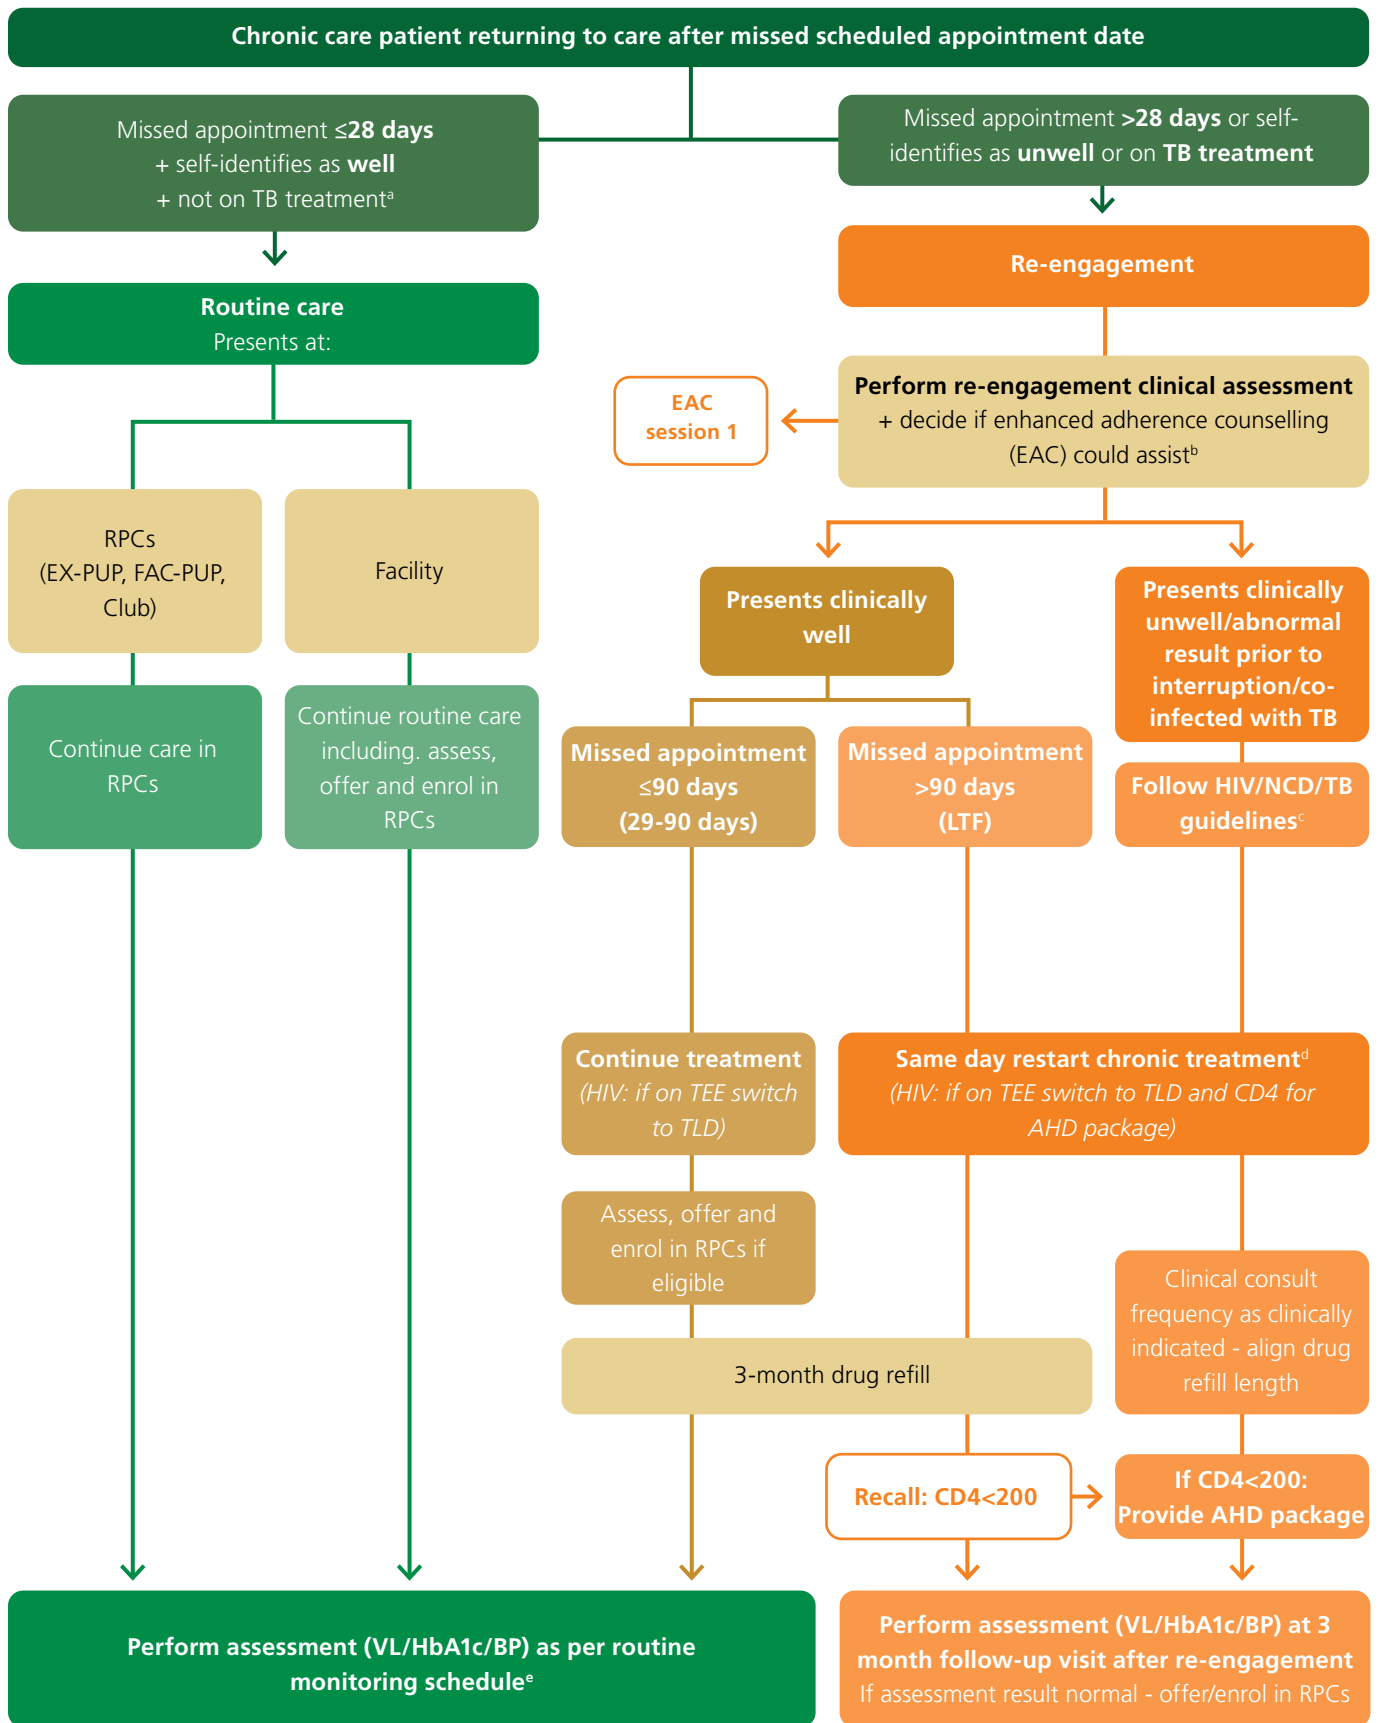 Chronic care patient returning to care after missed scheduled appointment date
Missed appointment ≤28 days
+ self-identifies as well
+ not on TB treatmentᵃ
Missed appointment >28 days or self-
identifies as unwell or on TB treatment
Re-engagement
Routine care
Presents at:
Perform re-engagement clinical assessment
+ decide if enhanced adherence counselling
(EAC) could assistᵇ
EAC
session 1
RPCs
(EX-PUP, FAC-PUP,
Club)
Facility
Presents clinically
well
Presents clinically
unwell/abnormal
result prior to
interruption/co-
infected with TB
Continue care in
RPCs
Continue routine care
including. assess,
offer and enrol in
RPCs
Missed appointment
≤90 days
(29-90 days)
Missed appointment
>90 days
(LTF)
Follow HIV/NCD/TB
guidelinesᶜ
Continue treatment
(HIV: if on TEE switch
to TLD)
Same day restart chronic treatmentᵈ
(HIV: if on TEE switch to TLD and CD4 for
AHD package)
Assess, offer and
enrol in RPCs if
eligible
Clinical consult
frequency as clinically
indicated - align drug
refill length
3-month drug refill
Recall: CD4<200
If CD4<200:
Provide AHD package
Perform assessment (VL/HbA1c/BP) as per routine
monitoring scheduleᵉ
Perform assessment (VL/HbA1c/BP) at 3
month follow-up visit after re-engagement
If assessment result normal - offer/enrol in RPCs